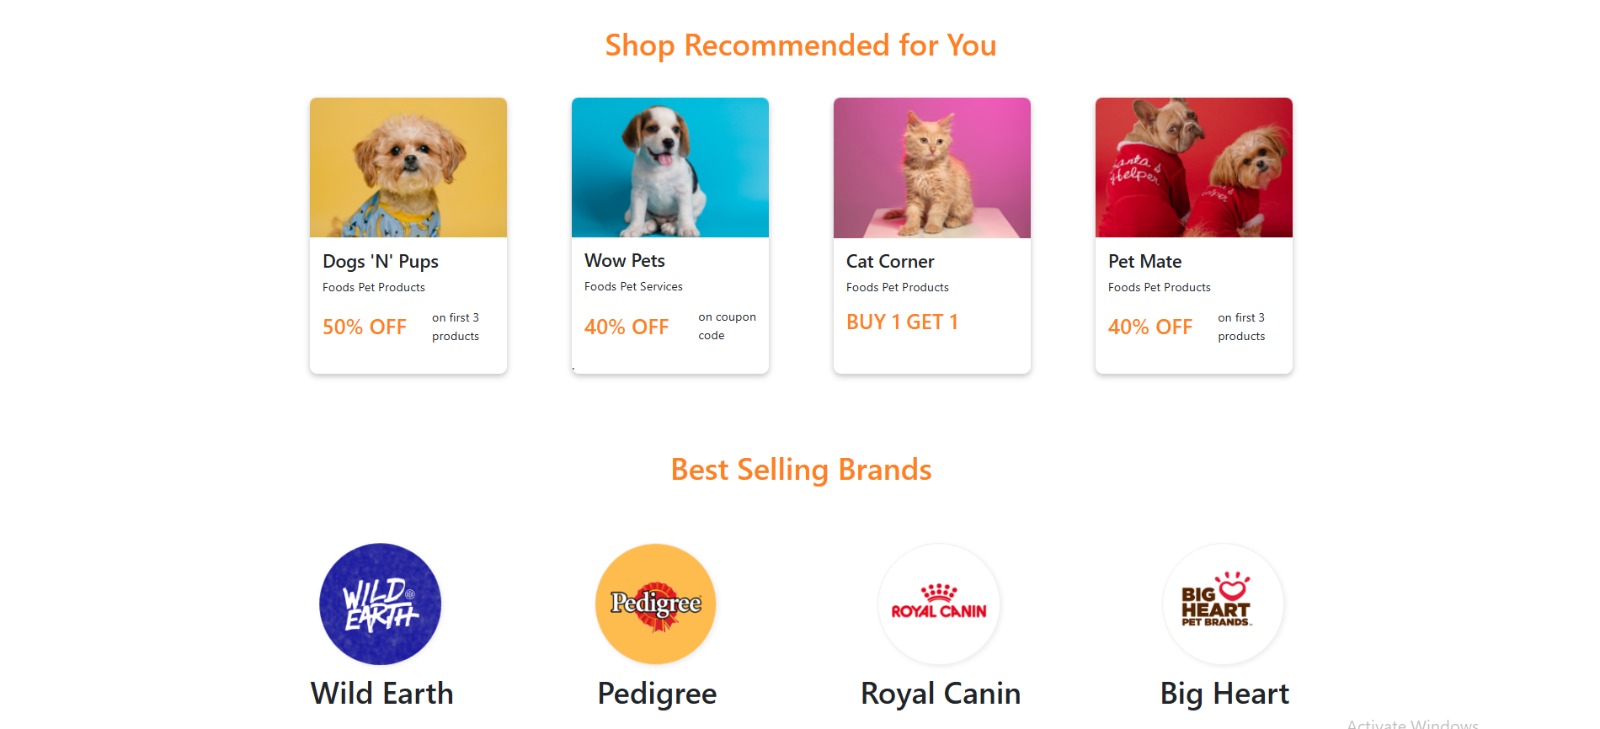 Shop Recommended for You
Santa's
Helper
Dogs 'N' Pups
Foods Pet Products
50% OFF
on first 3
products
Wow Pets
Foods Pet Services
40% OFF
on coupon
code
Cat Corner
Foods Pet Products
BUY 1 GET 1
Pet Mate
Foods Pet Products
40% OFF
on first 3
products
Best Selling Brands
WILD
EARTH
Pedigree
ROYAL CANIN
BIG
HEART
PET BRANDS
Wild Earth
Pedigree
Royal Canin
Big Heart
Activate Windows